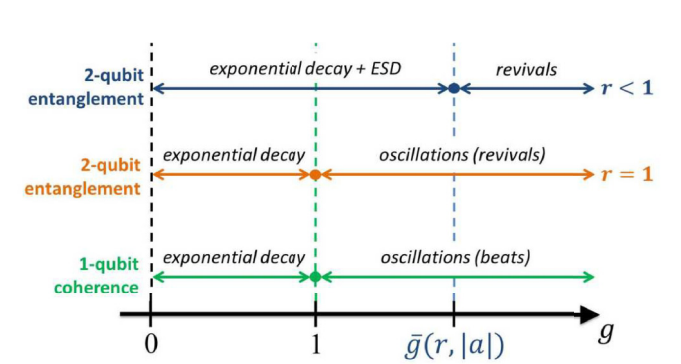 exponential decay + ESD
revivals
2-qubit
entanglement
r < 1
exponential decay
oscillations (revivals)
2-qubit
entanglement
r = 1
exponential decay
oscillations (beats)
1-qubit
coherence
0
1
ḡ(r, |a|)
g